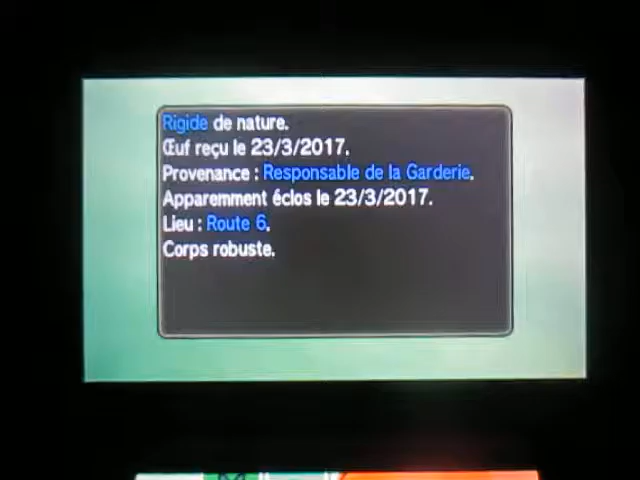 Rigide de nature.
Œuf reçu le 23/3/2017.
Provenance : Responsable de la Garderie.
Apparemment éclos le 23/3/2017.
Lieu : Route 6.
Corps robuste.